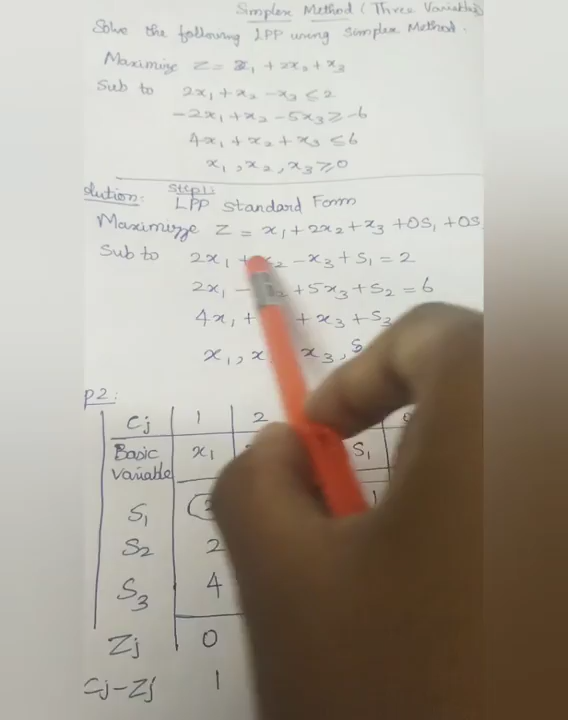 Simplex Method (Three Variables)
Solve the following LPP using Simplex Method.
Maximize Z = x₁ + 2x₂ + x₃
Sub to 2x₁ + x₂ - x₃ ≤ 2
-2x₁ + x₂ - 5x₃ ≥ -6
4x₁ + x₂ + x₃ ≤ 6
x₁, x₂, x₃ ≥ 0
olution: Step1:
LPP Standard Form
Maximize Z = x₁ + 2x₂ + x₃ + 0S₁ + 0S
Sub to 2x₁ + x₂ - x₃ + S₁ = 2
2x₁ - x₂ + 5x₃ + S₂ = 6
4x₁ + + x₃ + S₃
x₁, x x₃, S
p2:
Cj 1 2
Basic Variable x₁ S₁
S₁ 1
S₂ 2
S₃ 4
Zj 0
Cj-Zj 1